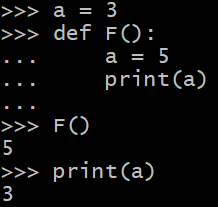 >>> a = 3
>>> def F():
...     a = 5
...     print(a)
...
>>> F()
5
>>> print(a)
3